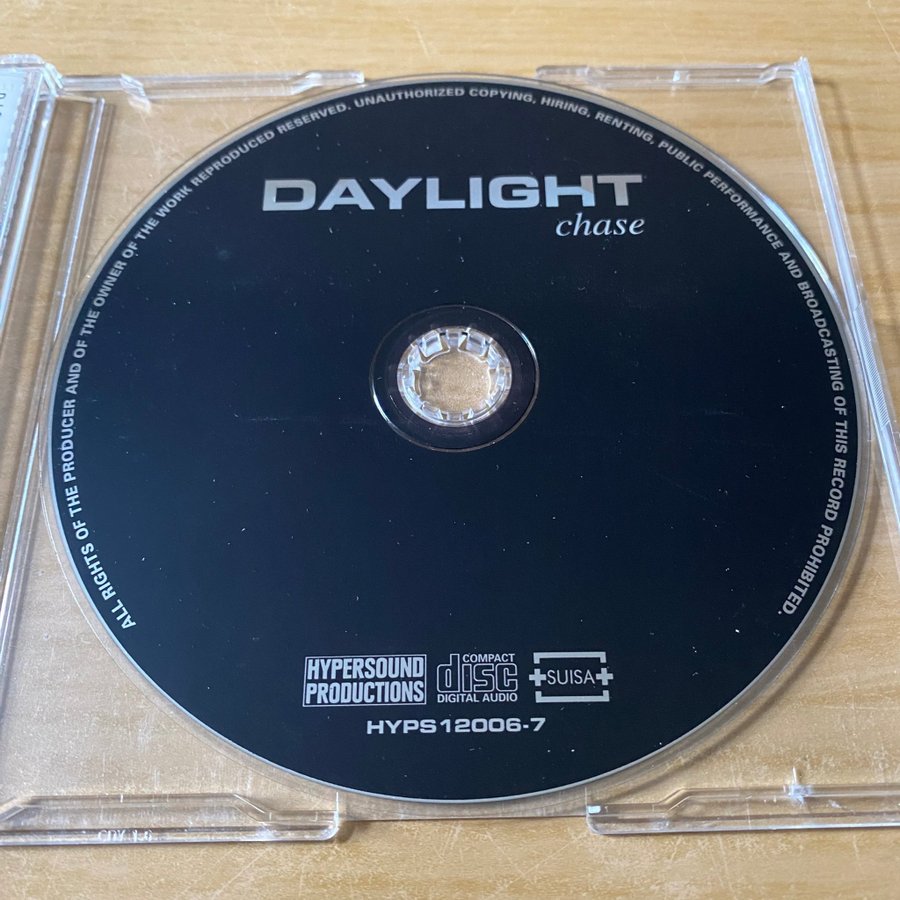 ALL RIGHTS OF THE PRODUCER AND OF THE OWNER OF THE WORK REPRODUCED RESERVED. UNAUTHORIZED COPYING, HIRING, RENTING, PUBLIC PERFORMANCE AND BROADCASTING OF THIS RECORD PROHIBITED.
DAYLIGHT
chase
HYPERSOUND
PRODUCTIONS
COMPACT
disc
DIGITAL AUDIO
SUISA
HYPS12006-7